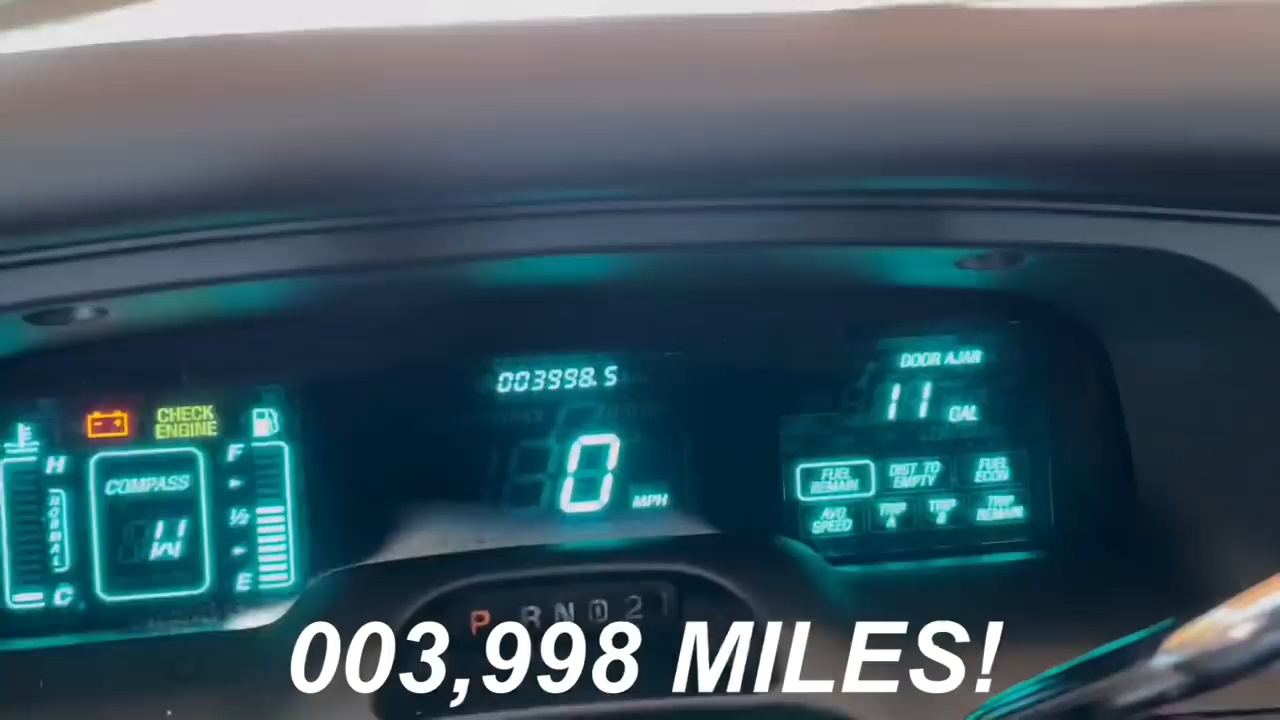 003998.5
DOOR AJAR
11 GAL
CHECK
ENGINE
H
F
COMPASS
NORMAL
W
1/2
0 MPH
FUEL
REMAIN
DIST TO
EMPTY
FUEL
ECON
AVG
SPEED
TRIP
A
TRIP
B
TRIP
REMAIN
C
E
P R N D 2 1
003,998 MILES!